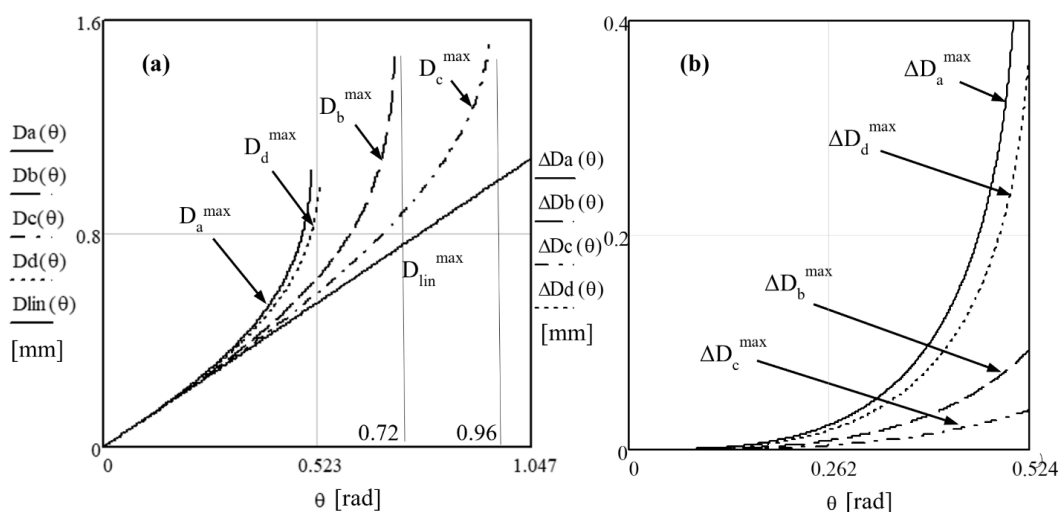 1.6
(a)
D_c^max
D_b^max
D_d^max
D_a^max
D_lin^max
Da(θ)
Db(θ)
Dc(θ)
Dd(θ)
Dlin(θ)
[mm]
0.8
0
0.72
0.96
0
0.523
1.047
θ [rad]
0.4
(b)
ΔD_a^max
ΔD_d^max
ΔD_b^max
ΔD_c^max
ΔDa(θ)
ΔDb(θ)
ΔDc(θ)
ΔDd(θ)
[mm]
0.2
0
0
0.262
0.524
θ [rad]